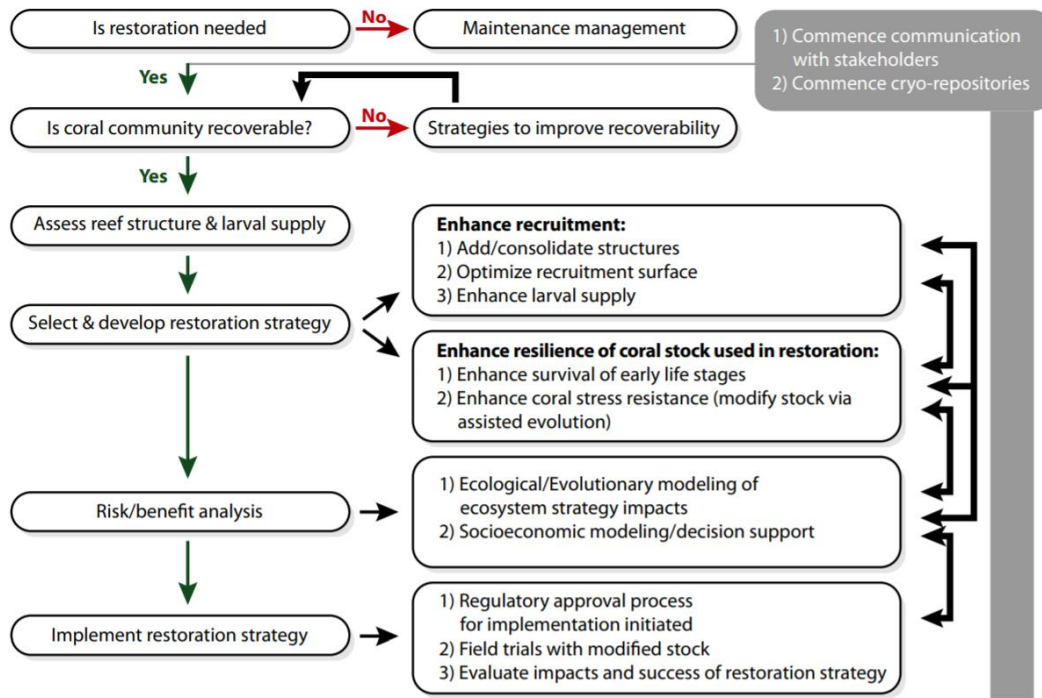 Is restoration needed
No
Maintenance management
1) Commence communication
with stakeholders
2) Commence cryo-repositories
Yes
Is coral community recoverable?
No
Strategies to improve recoverability
Yes
Assess reef structure & larval supply
Enhance recruitment:
1) Add/consolidate structures
2) Optimize recruitment surface
3) Enhance larval supply
Select & develop restoration strategy
Enhance resilience of coral stock used in restoration:
1) Enhance survival of early life stages
2) Enhance coral stress resistance (modify stock via
assisted evolution)
Risk/benefit analysis
1) Ecological/Evolutionary modeling of
ecosystem strategy impacts
2) Socioeconomic modeling/decision support
Implement restoration strategy
1) Regulatory approval process
for implementation initiated
2) Field trials with modified stock
3) Evaluate impacts and success of restoration strategy